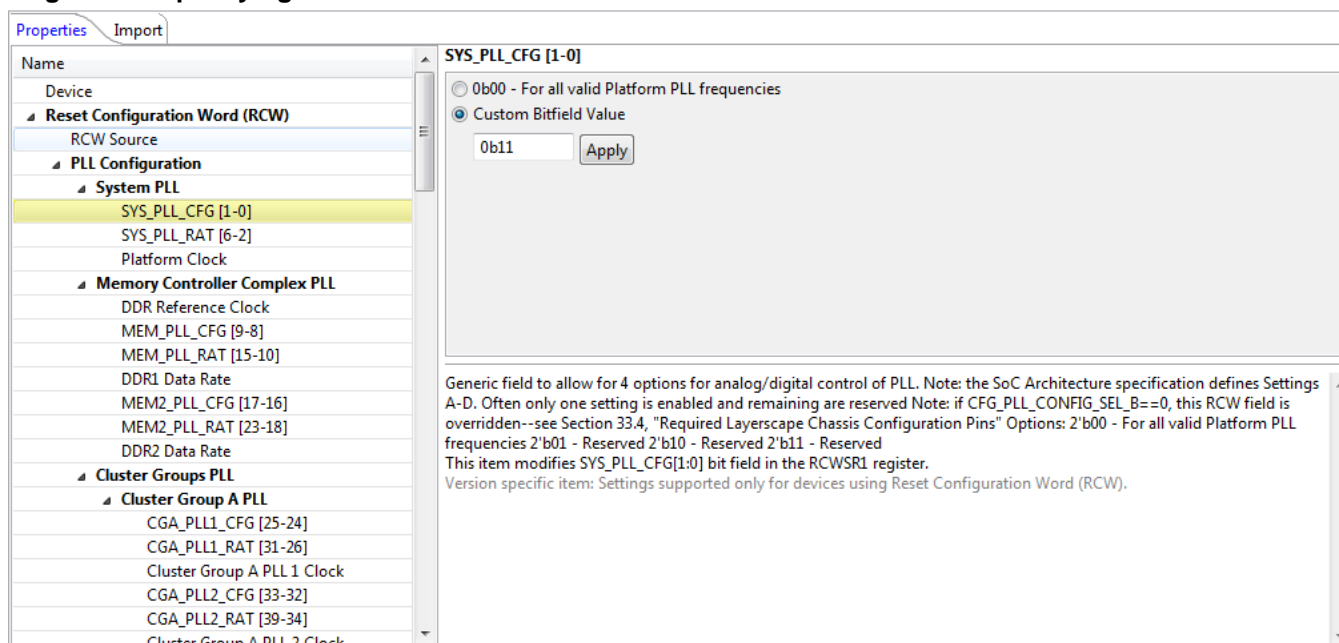 Properties
Import
Name
Device
Reset Configuration Word (RCW)
RCW Source
PLL Configuration
System PLL
SYS_PLL_CFG [1-0]
SYS_PLL_RAT [6-2]
Platform Clock
Memory Controller Complex PLL
DDR Reference Clock
MEM_PLL_CFG [9-8]
MEM_PLL_RAT [15-10]
DDR1 Data Rate
MEM2_PLL_CFG [17-16]
MEM2_PLL_RAT [23-18]
DDR2 Data Rate
Cluster Groups PLL
Cluster Group A PLL
CGA_PLL1_CFG [25-24]
CGA_PLL1_RAT [31-26]
Cluster Group A PLL 1 Clock
CGA_PLL2_CFG [33-32]
CGA_PLL2_RAT [39-34]
Cluster Group A PLL 2 Clock
SYS_PLL_CFG [1-0]
0b00 - For all valid Platform PLL frequencies
Custom Bitfield Value
0b11
Apply
Generic field to allow for 4 options for analog/digital control of PLL. Note: the SoC Architecture specification defines Settings
A-D. Often only one setting is enabled and remaining are reserved Note: if CFG_PLL_CONFIG_SEL_B==0, this RCW field is
overridden--see Section 33.4, "Required Layerscape Chassis Configuration Pins" Options: 2'b00 - For all valid Platform PLL
frequencies 2'b01 - Reserved 2'b10 - Reserved 2'b11 - Reserved
This item modifies SYS_PLL_CFG[1:0] bit field in the RCWSR1 register.
Version specific item: Settings supported only for devices using Reset Configuration Word (RCW).